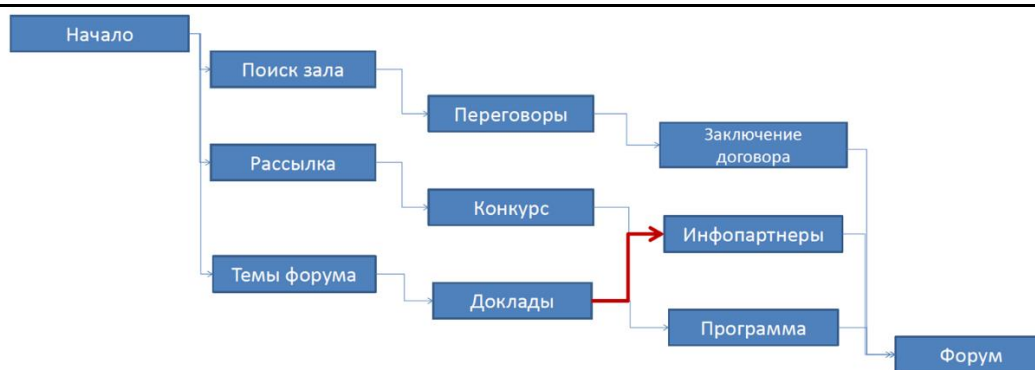 Начало
Поиск зала
Переговоры
Заключение
договора
Рассылка
Конкурс
Инфопартнеры
Темы форума
Доклады
Программа
Форум